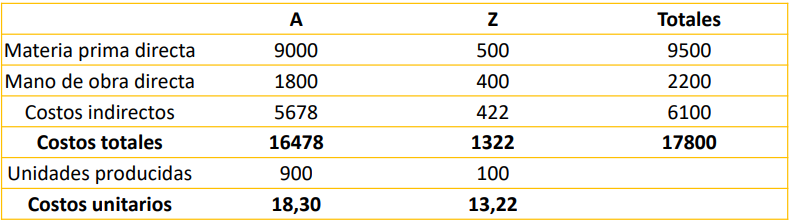 A Z Totales
Materia prima directa 9000 500 9500
Mano de obra directa 1800 400 2200
Costos indirectos 5678 422 6100
Costos totales 16478 1322 17800
Unidades producidas 900 100
Costos unitarios 18,30 13,22